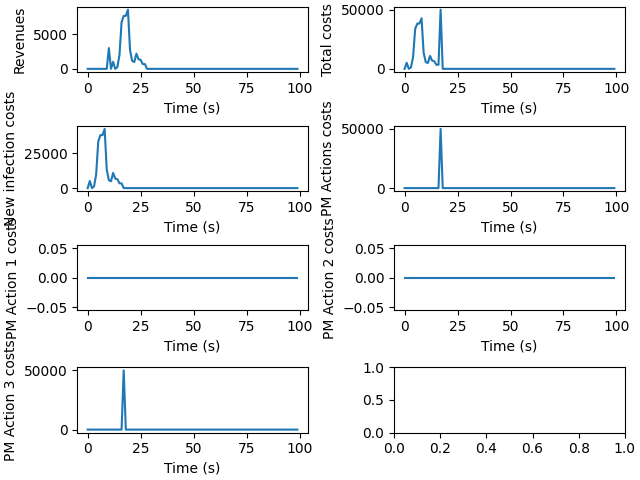 Revenues
5000
0
0 25 50 75 100
Time (s)
Total costs
50000
0
0 25 50 75 100
Time (s)
New infection costs
25000
0
0 25 50 75 100
Time (s)
PM Actions costs
50000
0
0 25 50 75 100
Time (s)
PM Action 1 costs
0.05
0.00
−0.05
0 25 50 75 100
Time (s)
PM Action 2 costs
0.05
0.00
−0.05
0 25 50 75 100
Time (s)
PM Action 3 costs
50000
0
0 25 50 75 100
Time (s)
1.0
0.5
0.0
0.0 0.2 0.4 0.6 0.8 1.0